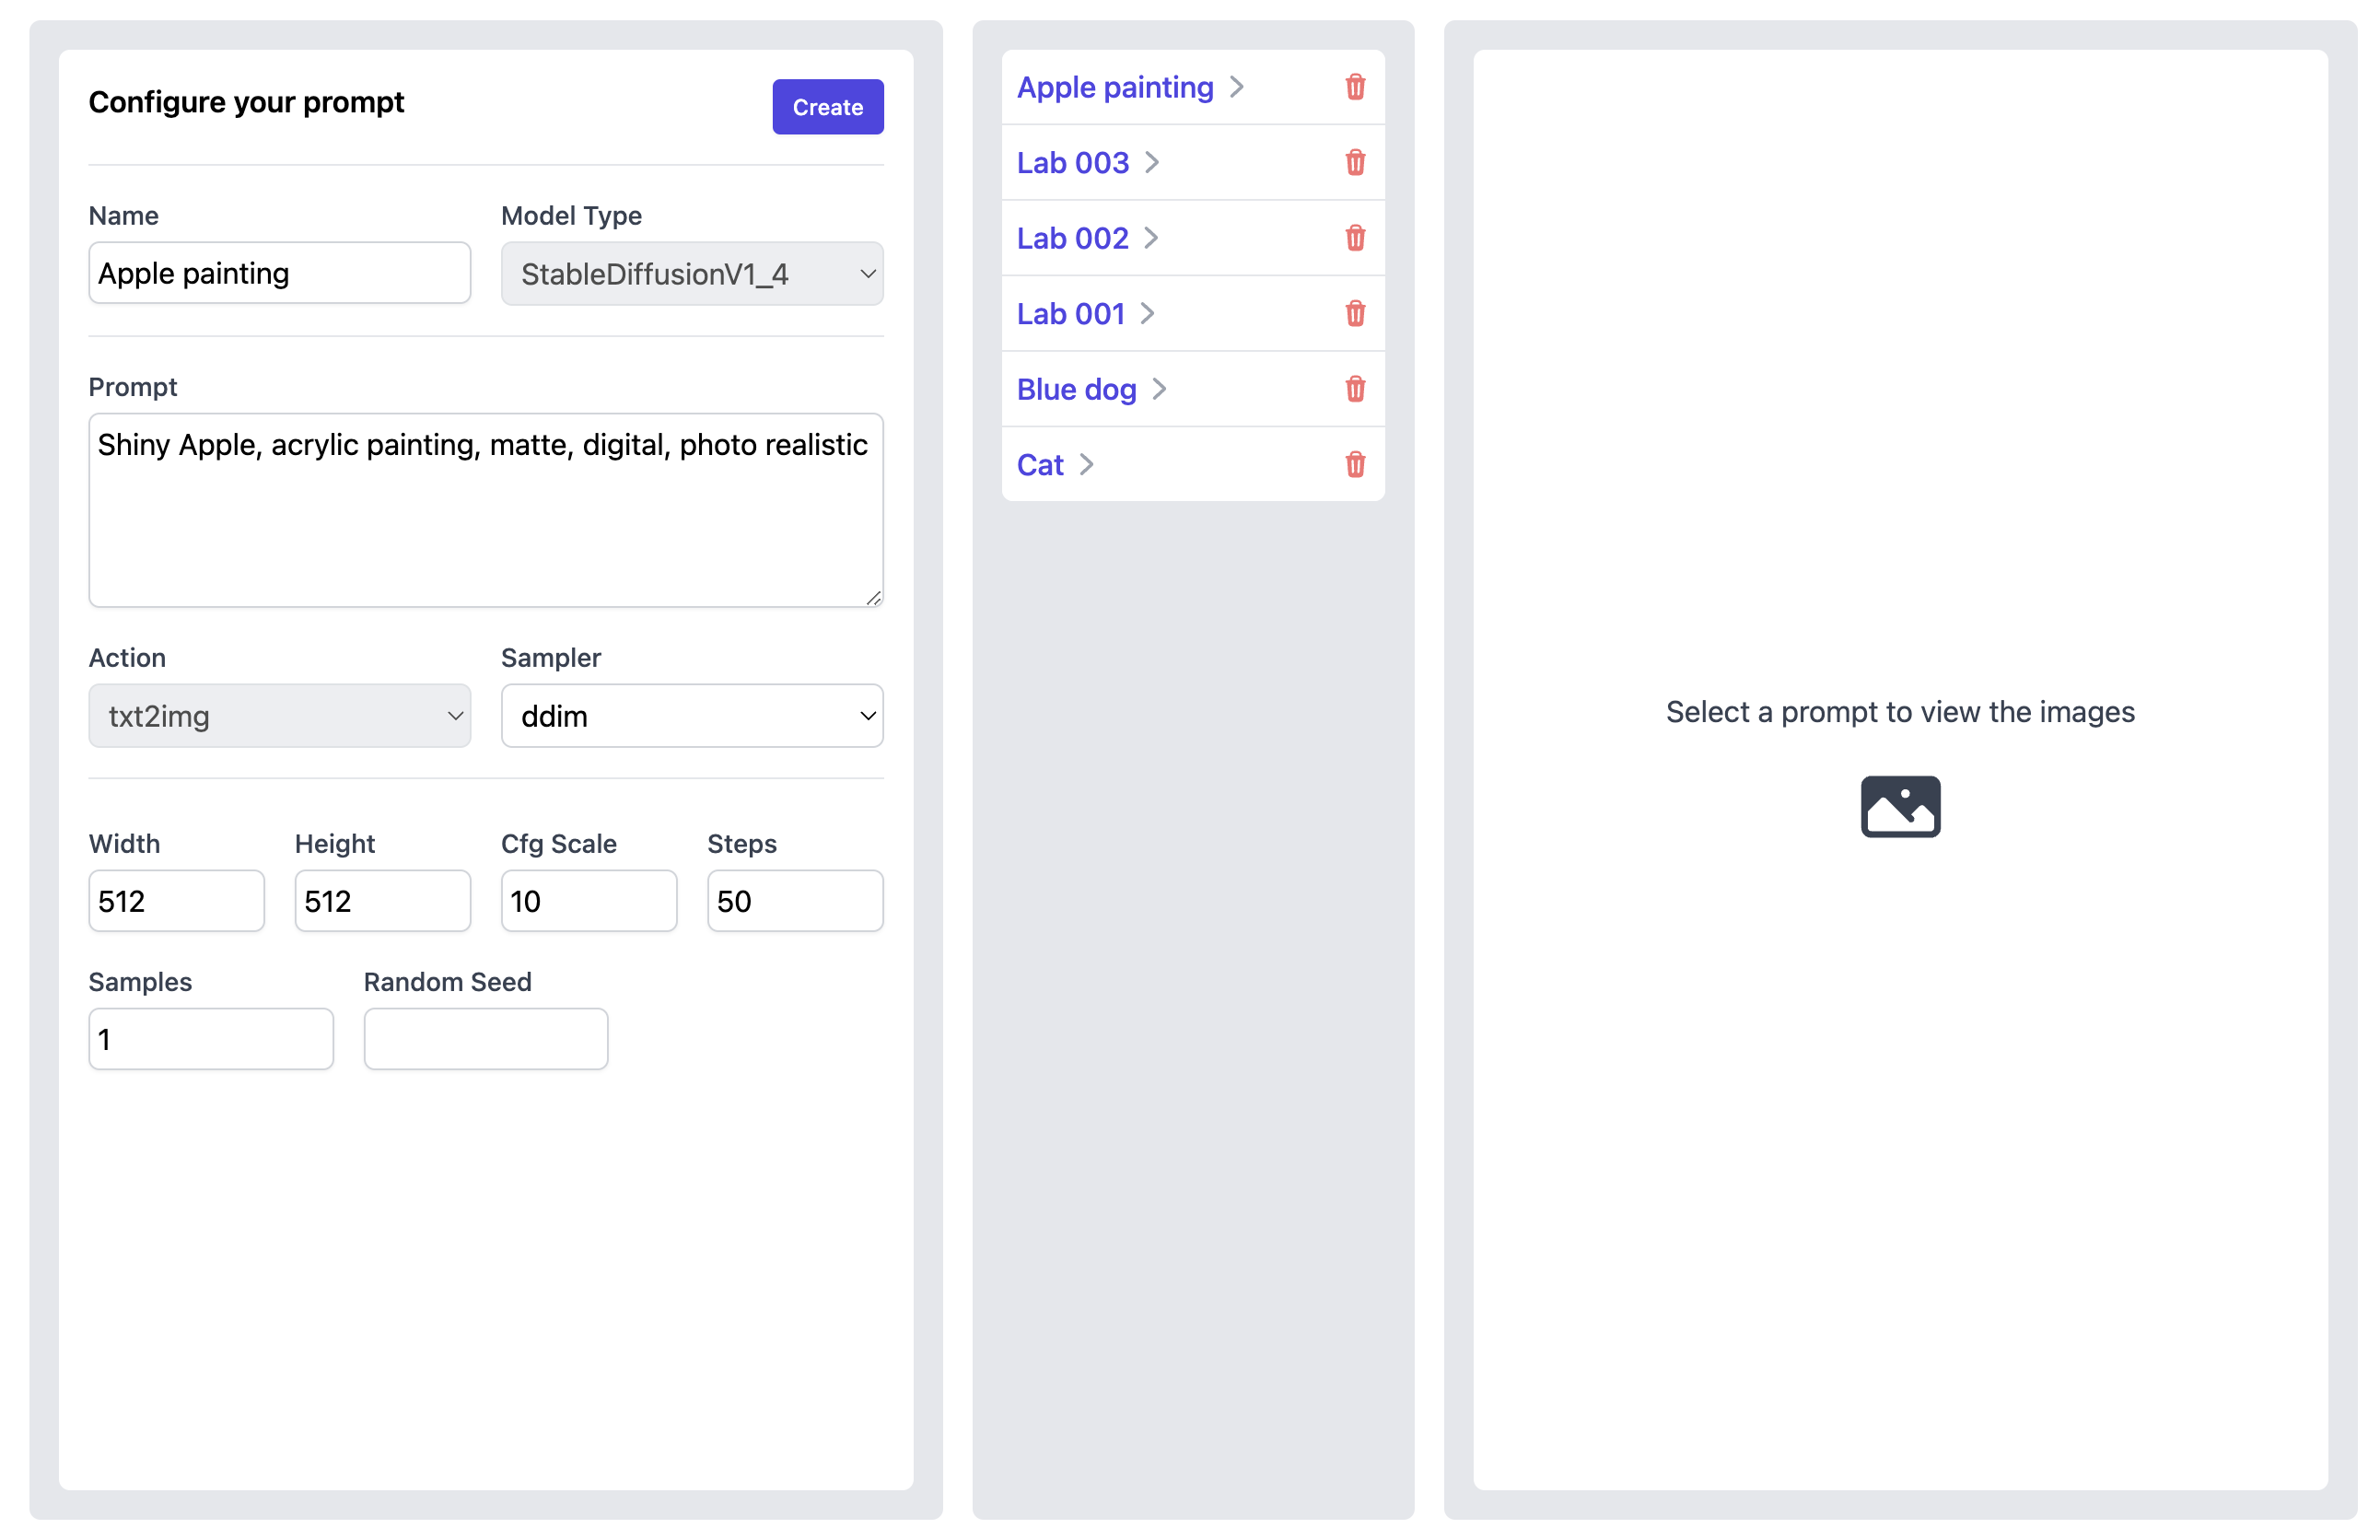 Configure your prompt
Create
Name
Model Type
Apple painting
StableDiffusionV1_4
Prompt
Shiny Apple, acrylic painting, matte, digital, photo realistic
Action
Sampler
txt2img
ddim
Width
Height
Cfg Scale
Steps
512
512
10
50
Samples
Random Seed
1
Apple painting
Lab 003
Lab 002
Lab 001
Blue dog
Cat
Select a prompt to view the images